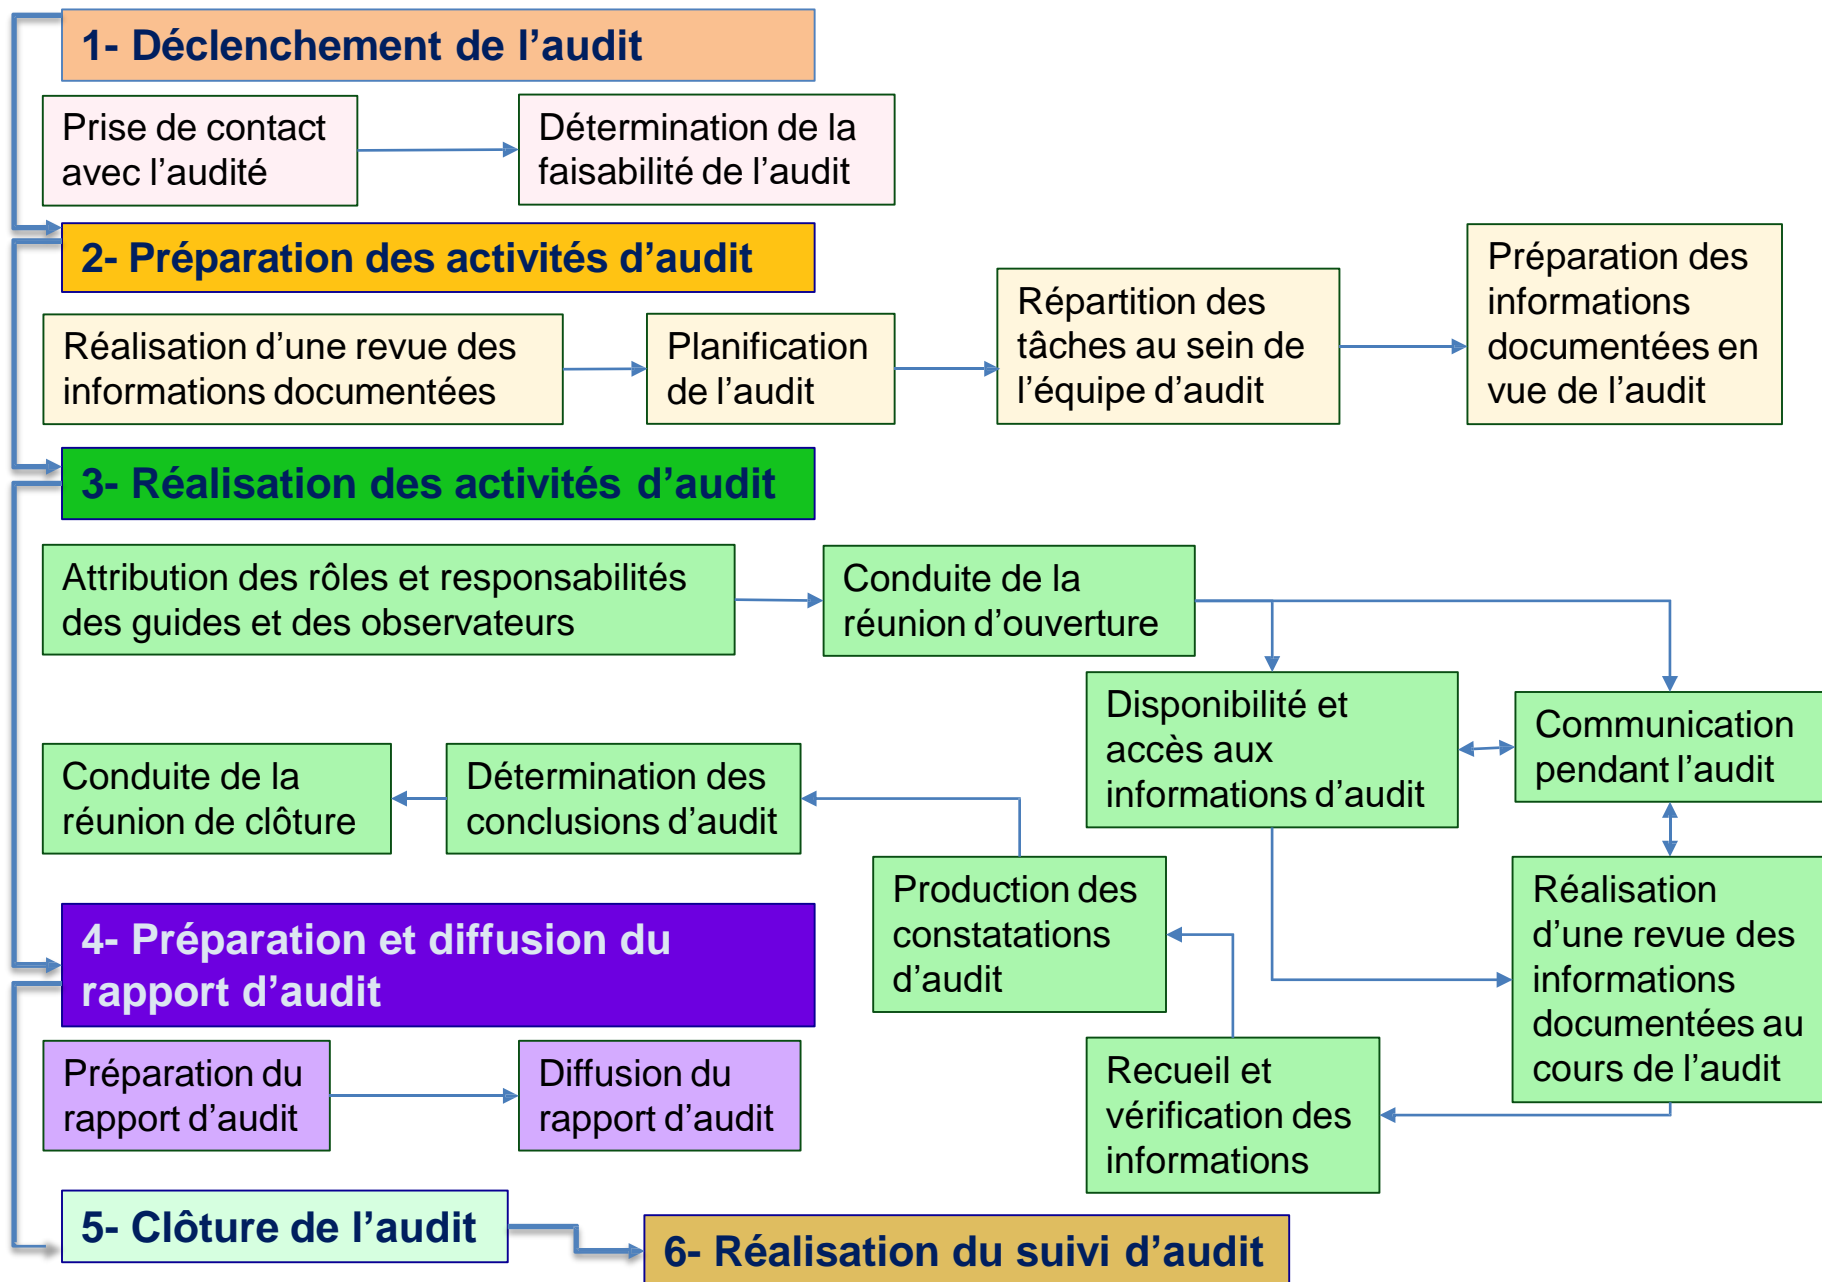 1- Déclenchement de l’audit
Prise de contact
avec l’audité
Détermination de la
faisabilité de l’audit
2- Préparation des activités d’audit
Réalisation d’une revue des
informations documentées
Planification
de l’audit
Répartition des
tâches au sein de
l’équipe d’audit
Préparation des
informations
documentées en
vue de l’audit
3- Réalisation des activités d’audit
Attribution des rôles et responsabilités
des guides et des observateurs
Conduite de la
réunion d’ouverture
Disponibilité et
accès aux
informations d’audit
Communication
pendant l’audit
Réalisation
d’une revue des
informations
documentées au
cours de l’audit
Recueil et
vérification des
informations
Production des
constatations
d’audit
Détermination des
conclusions d’audit
Conduite de la
réunion de clôture
4- Préparation et diffusion du
rapport d’audit
Préparation du
rapport d’audit
Diffusion du
rapport d’audit
5- Clôture de l’audit
6- Réalisation du suivi d’audit